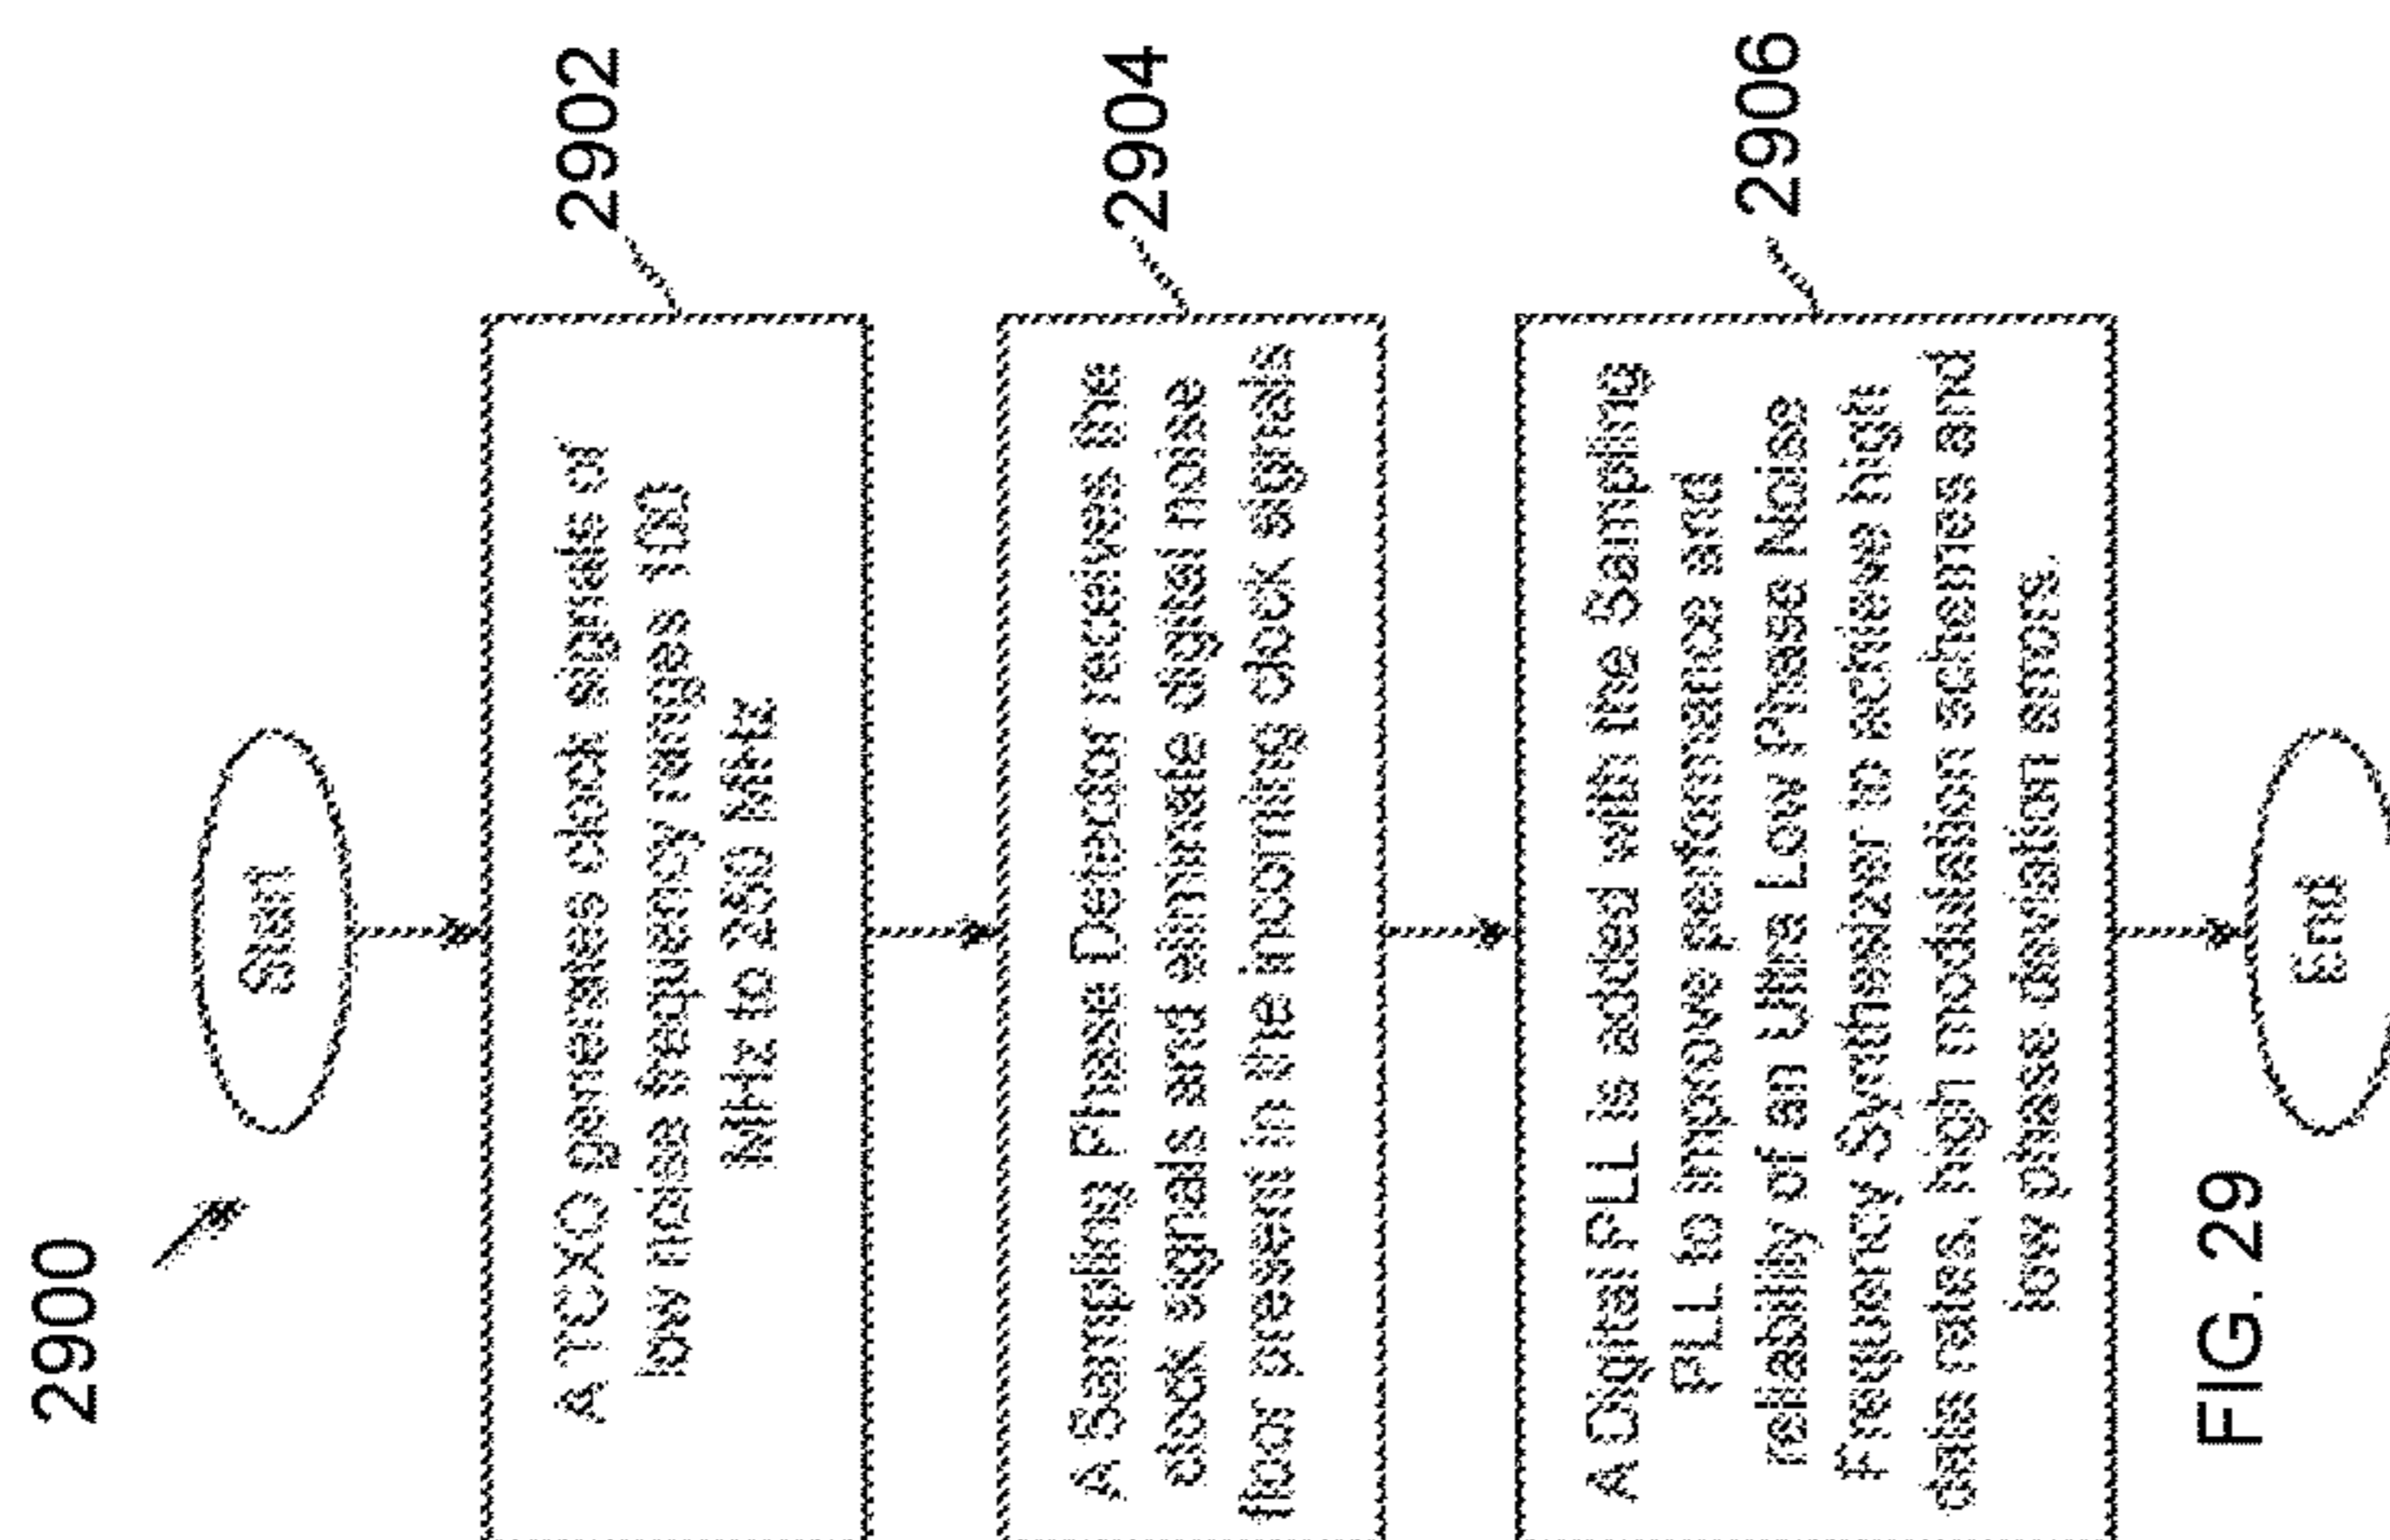 2900
Start
A TCXO generates clock signals of
low noise frequency ranges 100
MHz to 250 MHz
2902
A Sampling Phase Detector receives the
clock signals and eliminate digital noise
floor present in the incoming clock signals
2904
A Digital PLL is added with the Sampling
PLL to improve performance and
reliability of an Ultra Low Phase Noise
Frequency Synthesizer to achieve high
data rates, high modulation schemes and
low phase deviation errors.
2906
End
FIG. 29